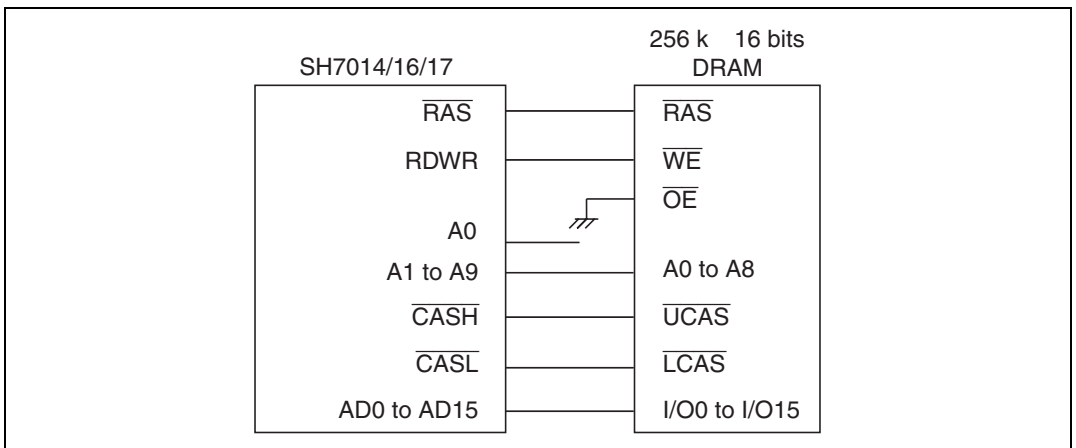 256 k 16 bits
SH7014/16/17 DRAM
RAS RAS
RDWR WE
OE
A0
A1 to A9 A0 to A8
CASH UCAS
CASL LCAS
AD0 to AD15 I/O0 to I/O15